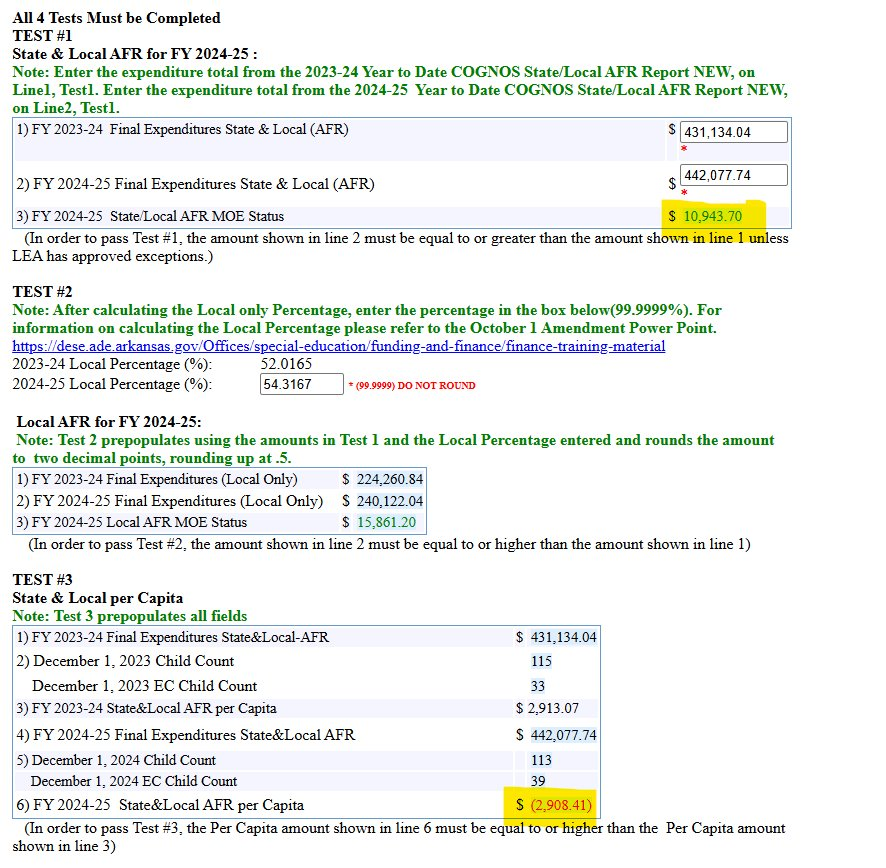 All 4 Tests Must be Completed
TEST #1
State & Local AFR for FY 2024-25 :
Note: Enter the expenditure total from the 2023-24 Year to Date COGNOS State/Local AFR Report NEW, on
Line1, Test1. Enter the expenditure total from the 2024-25 Year to Date COGNOS State/Local AFR Report NEW,
on Line2, Test1.
1) FY 2023-24 Final Expenditures State & Local (AFR) $ 431,134.04
*
2) FY 2024-25 Final Expenditures State & Local (AFR) $ 442,077.74
*
3) FY 2024-25 State/Local AFR MOE Status $ 10,943.70
(In order to pass Test #1, the amount shown in line 2 must be equal to or greater than the amount shown in line 1 unless
LEA has approved exceptions.)
TEST #2
Note: After calculating the Local only Percentage, enter the percentage in the box below(99.9999%). For
information on calculating the Local Percentage please refer to the October 1 Amendment Power Point.
https://dese.ade.arkansas.gov/Offices/special-education/funding-and-finance/finance-training-material
2023-24 Local Percentage (%): 52.0165
2024-25 Local Percentage (%): 54.3167 * (99.9999) DO NOT ROUND
Local AFR for FY 2024-25:
Note: Test 2 prepopulates using the amounts in Test 1 and the Local Percentage entered and rounds the amount
to two decimal points, rounding up at .5.
1) FY 2023-24 Final Expenditures (Local Only) $ 224,260.84
2) FY 2024-25 Final Expenditures (Local Only) $ 240,122.04
3) FY 2024-25 Local AFR MOE Status $ 15,861.20
(In order to pass Test #2, the amount shown in line 2 must be equal to or higher than the amount shown in line 1)
TEST #3
State & Local per Capita
Note: Test 3 prepopulates all fields
1) FY 2023-24 Final Expenditures State&Local-AFR $ 431,134.04
2) December 1, 2023 Child Count 115
December 1, 2023 EC Child Count 33
3) FY 2023-24 State&Local AFR per Capita $ 2,913.07
4) FY 2024-25 Final Expenditures State&Local AFR $ 442,077.74
5) December 1, 2024 Child Count 113
December 1, 2024 EC Child Count 39
6) FY 2024-25 State&Local AFR per Capita $ (2,908.41)
(In order to pass Test #3, the Per Capita amount shown in line 6 must be equal to or higher than the Per Capita amount
shown in line 3)